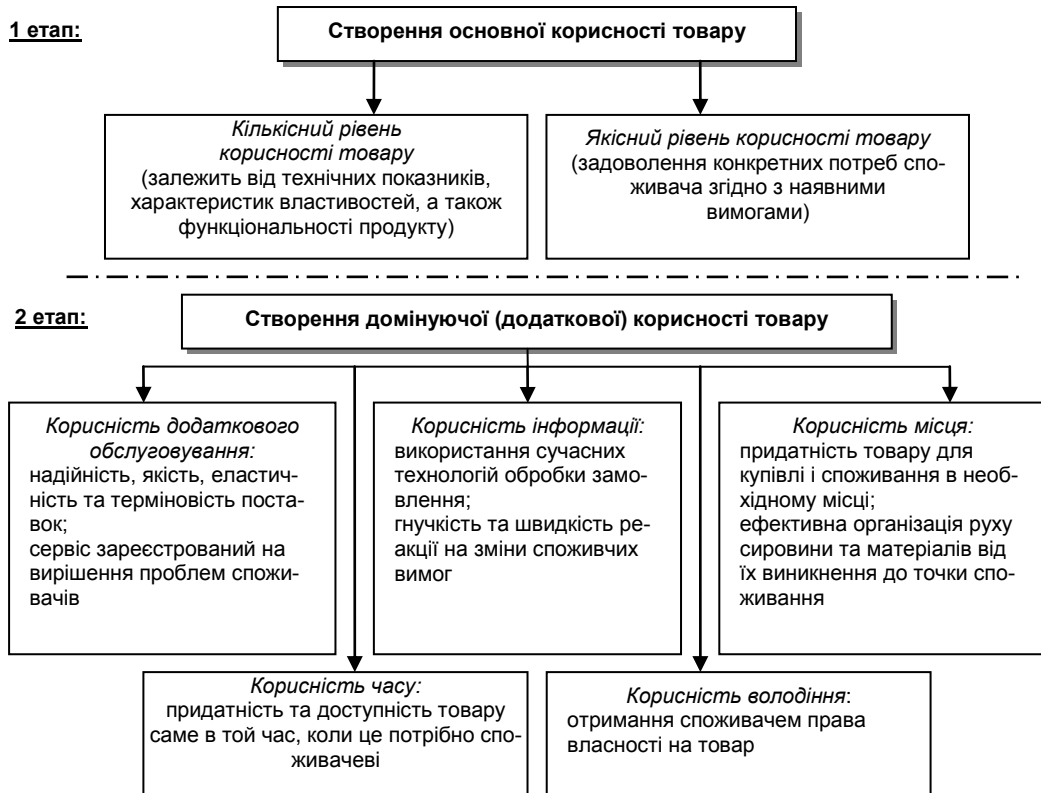 1 етап:
Створення основної корисності товару
Кількісний рівень
корисності товару
(залежить від технічних показників,
характеристик властивостей, а також
функціональності продукту)
Якісний рівень корисності товару
(задоволення конкретних потреб спо-
живача згідно з наявними
вимогами)
2 етап:
Створення домінуючої (додаткової) корисності товару
Корисність додаткового
обслуговування:
надійність, якість, еластич-
ність та терміновість поста-
вок;
сервіс зареєстрований на
вирішення проблем спожи-
вачів
Корисність інформації:
використання сучасних
технологій обробки замо-
влення;
гнучкість та швидкість ре-
акції на зміни споживчих
вимог
Корисність місця:
придатність товару для
купівлі і споживання в необ-
хідному місці;
ефективна організація руху
сировини та матеріалів від
їх виникнення до точки спо-
живання
Корисність часу:
придатність та доступність товару
саме в той час, коли це потрібно спо-
живачеві
Корисність володіння:
отримання споживачем права
власності на товар